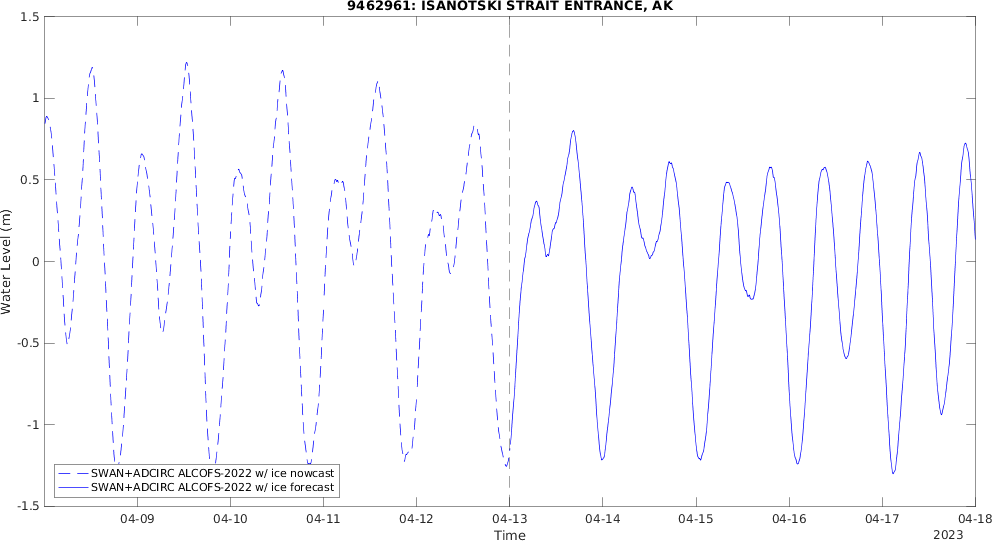 9462961: ISANOTSKI STRAIT ENTRANCE, AK
1.5
1
0.5
0
-0.5
-1
-1.5
Water Level (m)
SWAN+ADCIRC ALCOFS-2022 w/ ice nowcast
SWAN+ADCIRC ALCOFS-2022 w/ ice forecast
04-09 04-10 04-11 04-12 04-13 04-14 04-15 04-16 04-17 04-18
Time
2023